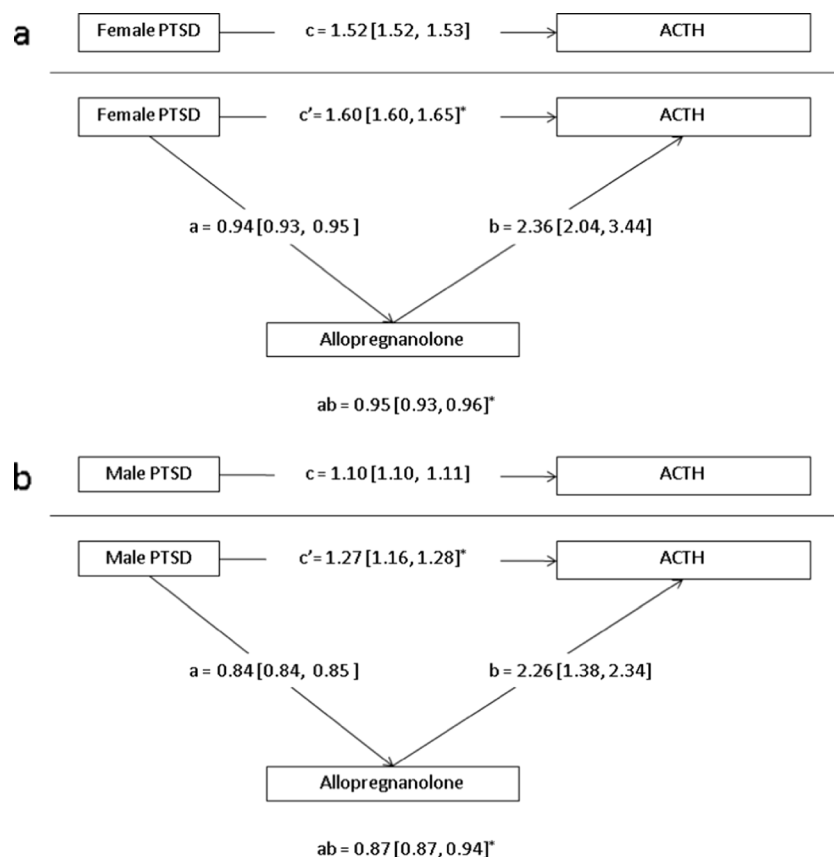 a
Female PTSD c = 1.52 [1.52, 1.53] ACTH
Female PTSD c’= 1.60 [1.60, 1.65]* ACTH
a = 0.94 [0.93, 0.95 ] b = 2.36 [2.04, 3.44]
Allopregnanolone
ab = 0.95 [0.93, 0.96]*
b
Male PTSD c = 1.10 [1.10, 1.11] ACTH
Male PTSD c’= 1.27 [1.16, 1.28]* ACTH
a = 0.84 [0.84, 0.85 ] b = 2.26 [1.38, 2.34]
Allopregnanolone
ab = 0.87 [0.87, 0.94]*